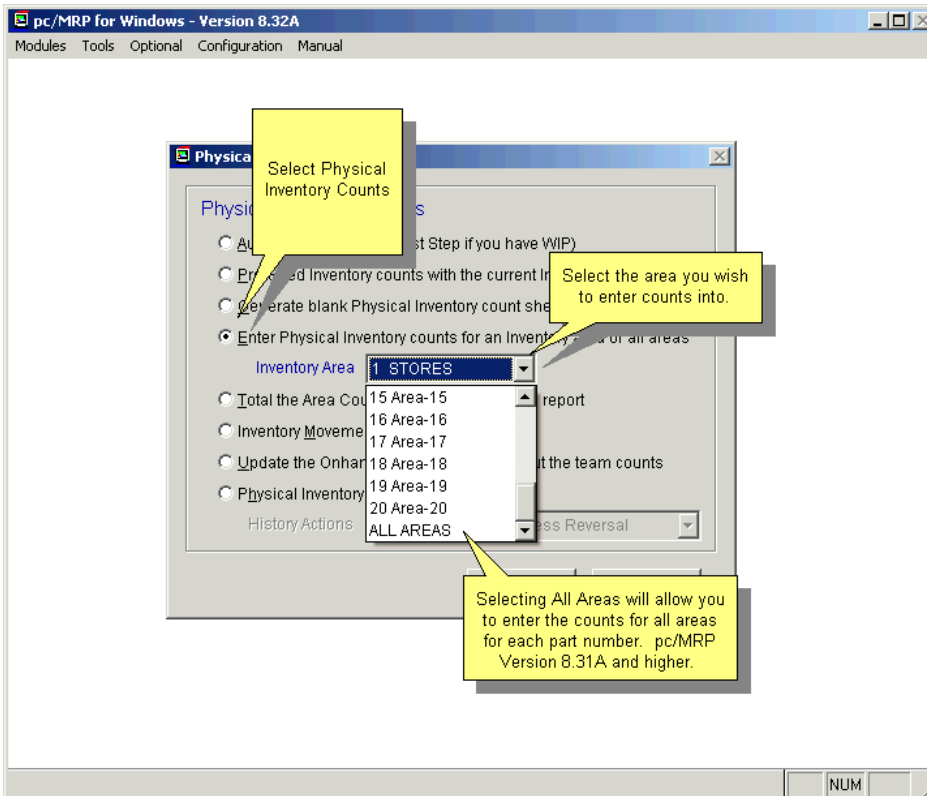 pc/MRP for Windows - Version 8.32A
Modules Tools Optional Configuration Manual
Physica
Select Physical
Inventory Counts
Physi s
Au st Step if you have WIP)
Pr ed Inventory counts with the current In
Select the area you wish
to enter counts into.
Generate blank Physical Inventory count she
Enter Physical Inventory counts for an Inventory area or all areas
Inventory Area 1 STORES
15 Area-15
16 Area-16
17 Area-17
18 Area-18
19 Area-19
20 Area-20
ALL AREAS
Total the Area Cou report
Inventory Moveme
Update the Onhan t the team counts
Physical Inventory
History Actions ess Reversal
Selecting All Areas will allow you
to enter the counts for all areas
for each part number. pc/MRP
Version 8.31A and higher.
NUM